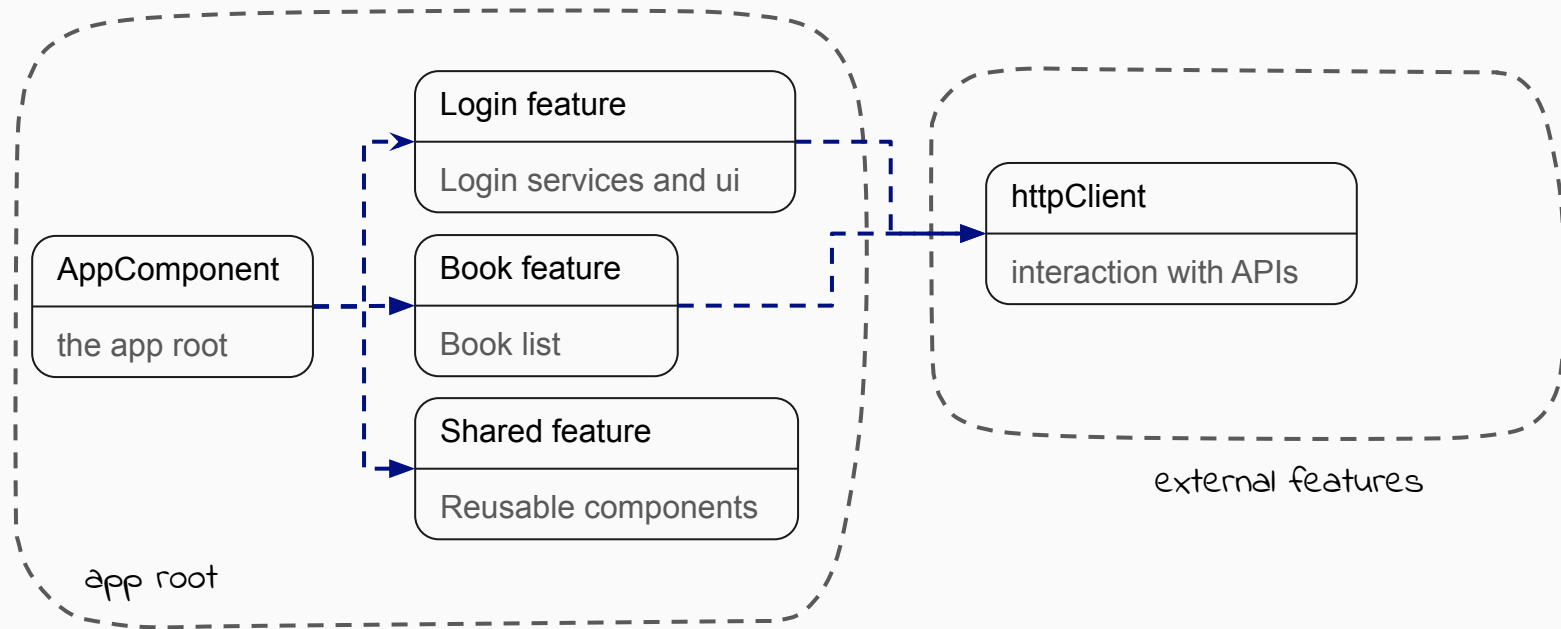 Login feature
Login services and ui
AppComponent
the app root
Book feature
Book list
Shared feature
Reusable components
app root
httpClient
interaction with APIs
external features